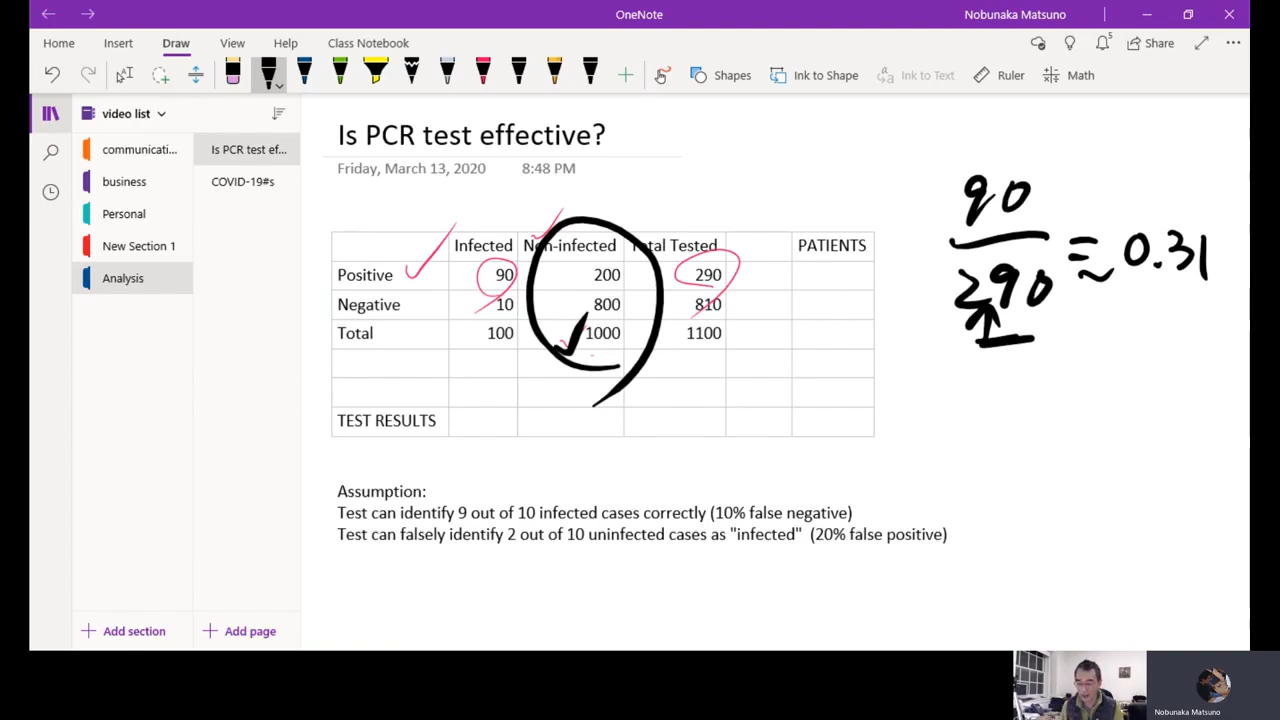 OneNote
Nobunaka Matsuno
Home Insert Draw View Help Class Notebook
5
Share
Shapes Ink to Shape Ink to Text Ruler Math
video list
communicati...
business
Personal
New Section 1
Analysis
Is PCR test ef...
COVID-19#s
Is PCR test effective?
Friday, March 13, 2020 8:48 PM
Infected Non-infected Total Tested PATIENTS
Positive 90 200 290
Negative 10 800 810
Total 100 1000 1100
TEST RESULTS
90
290
= 0.31
Assumption:
Test can identify 9 out of 10 infected cases correctly (10% false negative)
Test can falsely identify 2 out of 10 uninfected cases as "infected" (20% false positive)
+ Add section + Add page
Nobunaka Matsuno